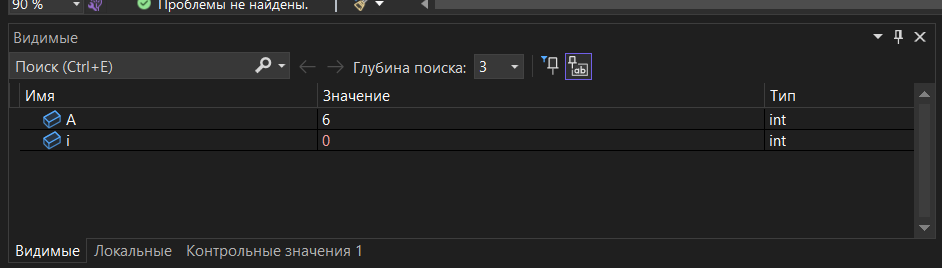 90 % Проблемы не найдены.
Видимые
Поиск (Ctrl+E) Глубина поиска: 3
Имя Значение Тип
A 6 int
i 0 int
Видимые Локальные Контрольные значения 1